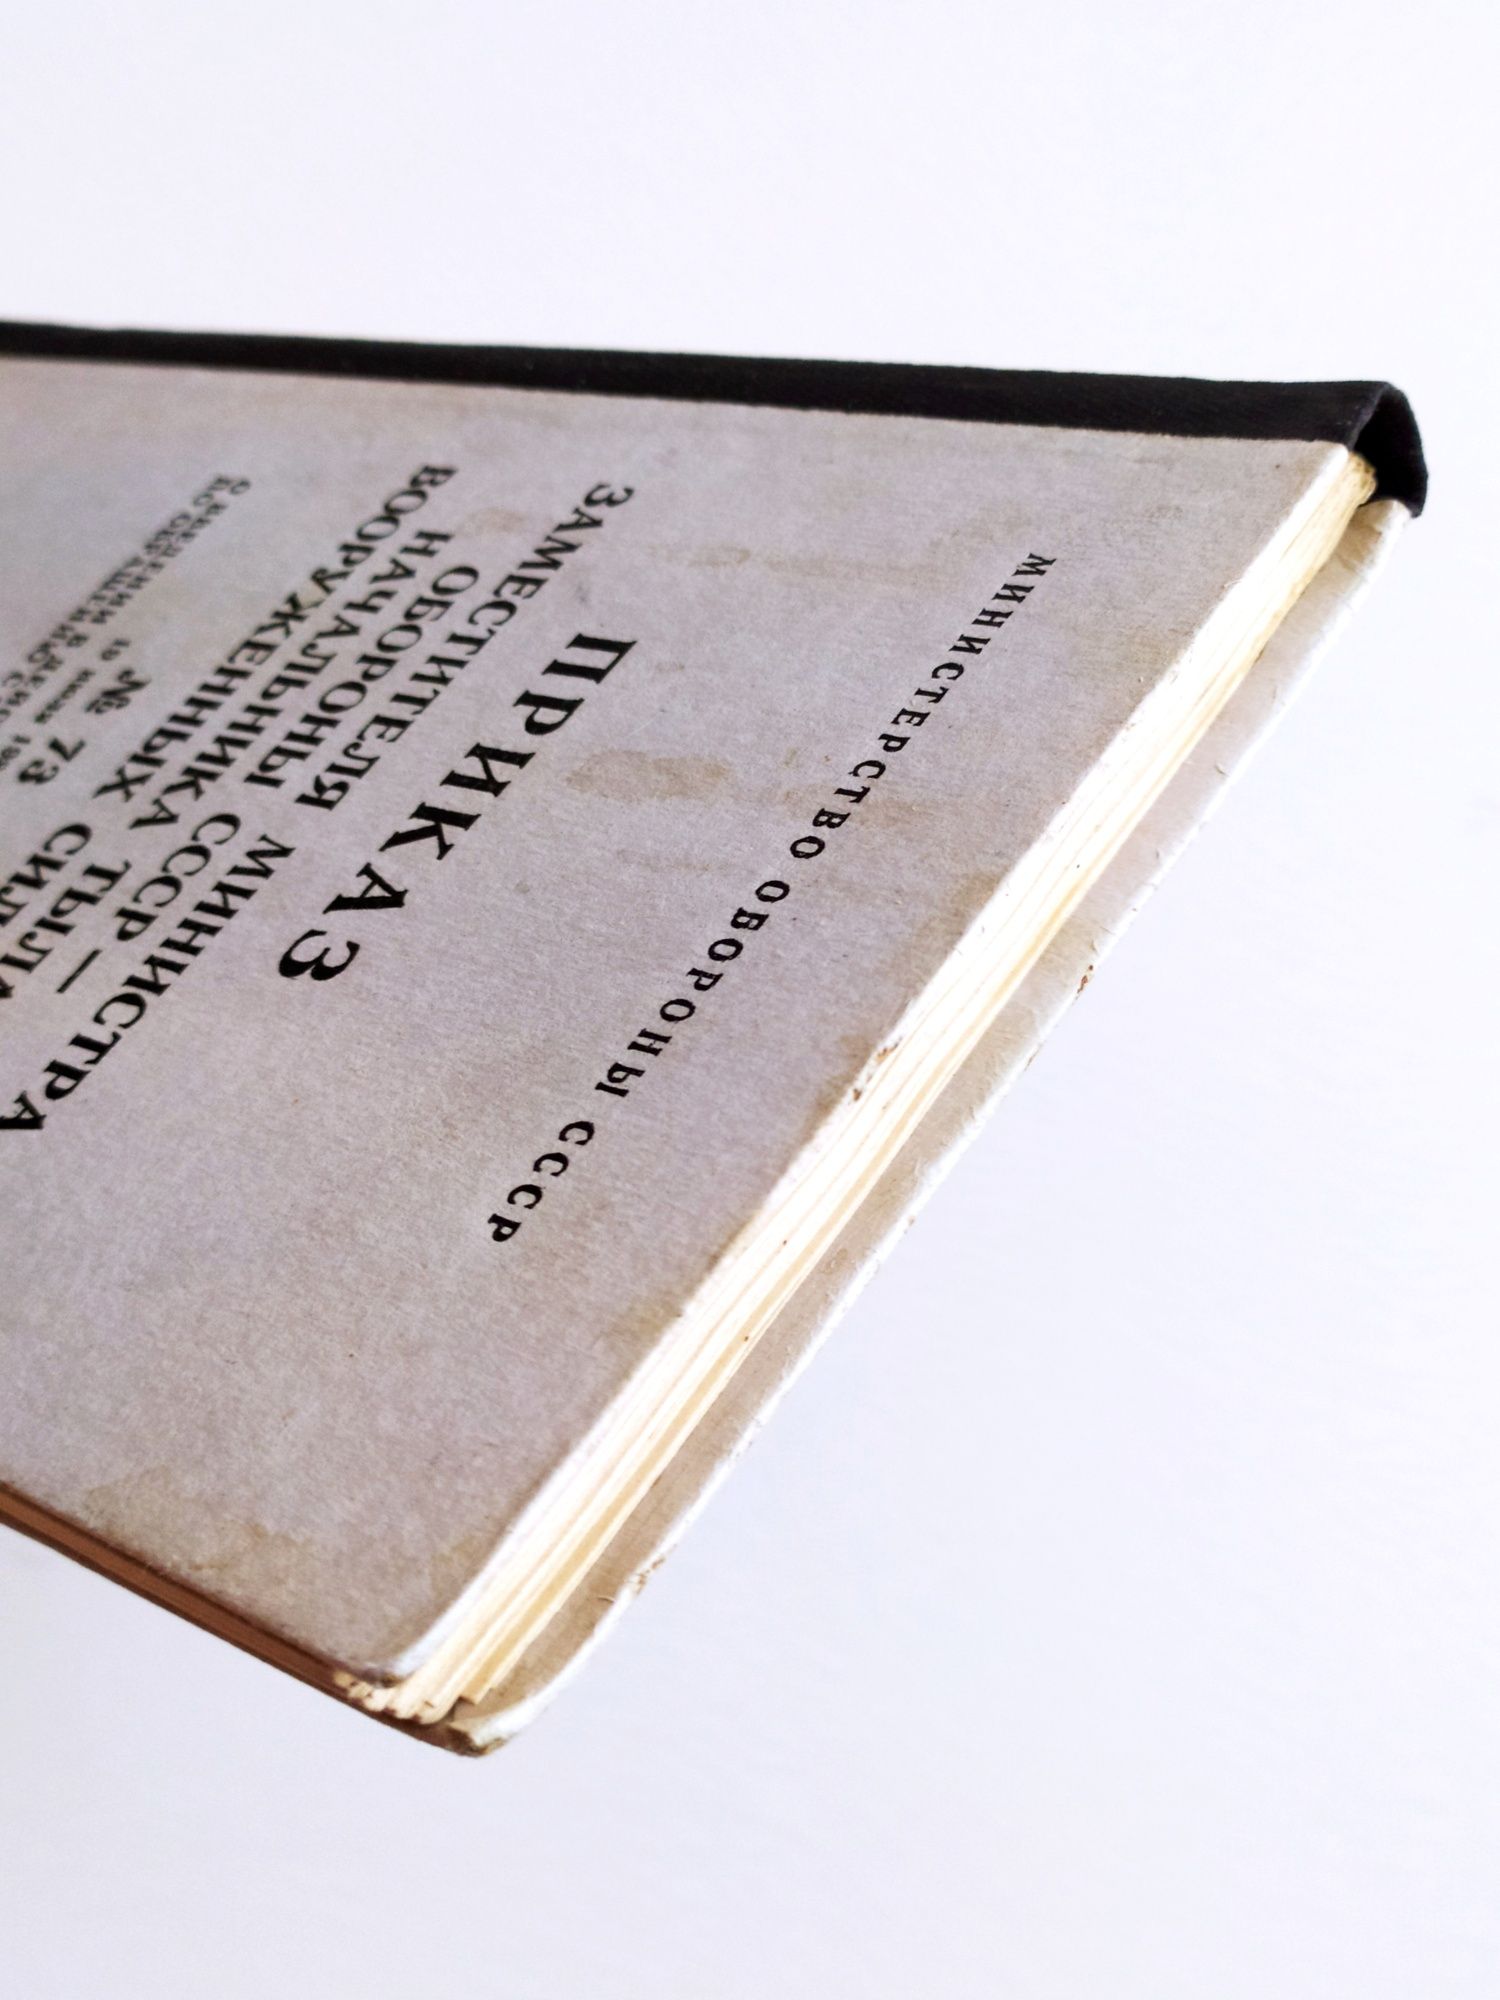 МИНИСТЕРСТВО ОБОРОНЫ СССР
ПРИКАЗ
ЗАМЕСТИТЕЛЯ МИНИСТРА
ОБОРОНЫ СССР —
НАЧАЛЬНИКА ТЫЛА
ВООРУЖЕННЫХ СИЛ
№ 73